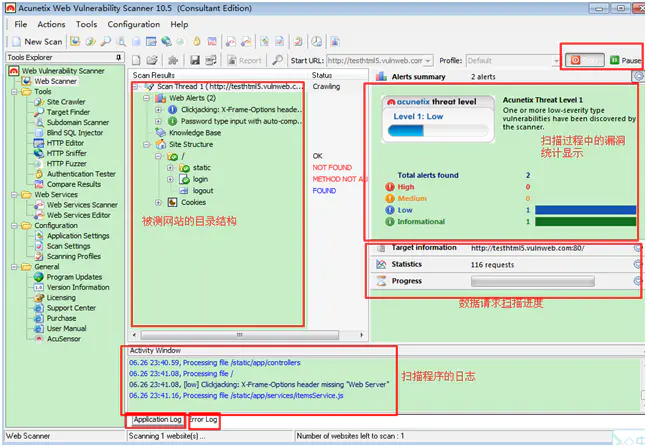 Acunetix Web Vulnerability Scanner 10.5 (Consultant Edition)
File Actions Tools Configuration Help
New Scan
Tools Explorer
Report
Start URL: http://testhtml5.vulnweb.com
Profile: Default
Pause
Web Vulnerability Scanner
Web Scanner
Tools
Site Crawler
Target Finder
Subdomain Scanner
Blind SQL Injector
HTTP Editor
HTTP Sniffer
HTTP Fuzzer
Authentication Tester
Compare Results
Web Services
Web Services Scanner
Web Services Editor
Configuration
Application Settings
Scan Settings
Scanning Profiles
General
Program Updates
Version Information
Licensing
Support Center
Purchase
User Manual
AcuSensor
Scan Results
Status
Scan Thread 1 (http://testhtml5.vulnweb
Crawling
Web Alerts (2)
Clickjacking: X-Frame-Options heade...
Password type input with auto-comp...
Knowledge Base
Site Structure
/
OK
static
NOT FOUND
login
METHOD NOT AL
logout
FOUND
Cookies
被测网站的目录结构
Alerts summary 2 alerts
acunetix threat level
Level 1: Low
Acunetix Threat Level 1
One or more low-severity type
vulnerabilities have been discovered by
the scanner.
扫描过程中的漏洞
统计显示
Total alerts found 2
High 0
Medium 0
Low 1
Informational 1
Target information http://testhtml5.vulnweb.com:80/
Statistics 116 requests
Progress
数据请求扫描进度
Activity Window
06.26 23:40.59, Processing file /static/app/controllers
06.26 23:41.08, Processing file /
06.26 23:41.08, [low] Clickjacking: X-Frame-Options header missing "Web Server"
06.26 23:41.16, Processing file /static/app/services/itemsService.js
扫描程序的日志
Application Log Error Log
Web Scanner
Scanning 1 website(s) ...
Number of websites left to scan : 1